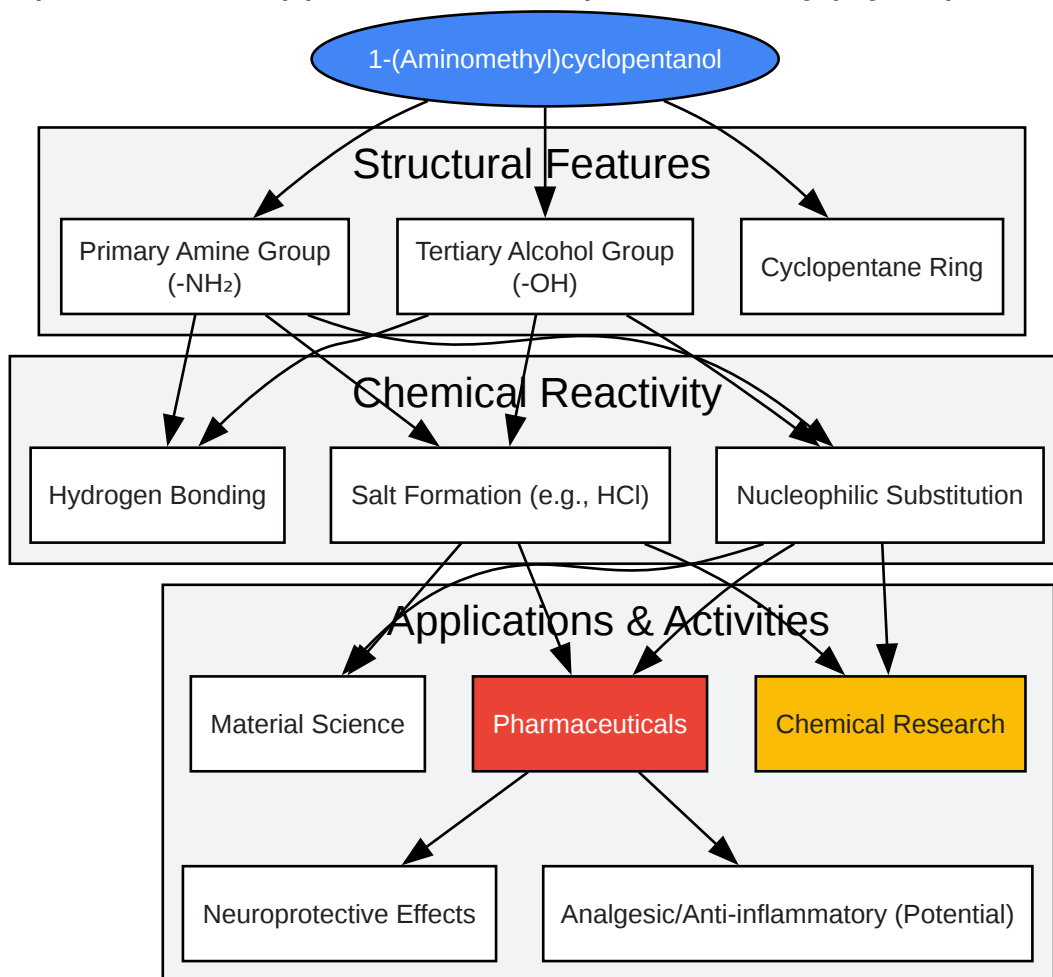 1-(Aminomethyl)cyclopentanol
Structural Features
Primary Amine Group
(-NH₂)
Tertiary Alcohol Group
(-OH)
Cyclopentane Ring
Chemical Reactivity
Hydrogen Bonding
Salt Formation (e.g., HCl)
Nucleophilic Substitution
Applications & Activities
Material Science
Pharmaceuticals
Chemical Research
Neuroprotective Effects
Analgesic/Anti-inflammatory (Potential)